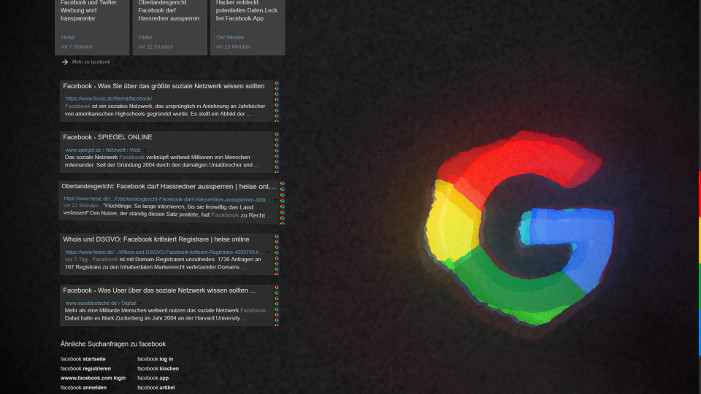 Facebook und Twitter:
Werbung wird
transparenter
Heise
vor 7 Stunden
Oberlandesgericht:
Facebook darf
Hassredner aussperren
Heise
vor 22 Stunden
Hacker entdeckt
potentielles Daten-Leck
bei Facebook-App
Die Westen
vor 29 Minuten
Mehr zu facebook
Facebook - Was Sie über das größte soziale Netzwerk wissen sollten
https://www.focus.de/thema/facebook/
Facebook ist ein soziales Netzwerk, das ursprünglich in Anlehnung an Jahrbücher
von amerikanischen Highschools gegründet wurde. Es stellt ein Abbild der ...
Facebook - SPIEGEL ONLINE
www.spiegel.de › Netzwelt › Web
Das soziale Netzwerk Facebook verknüpft weltweit Millionen von Menschen
miteinander. Seit der Gründung 2004 durch den damaligen Uniabbrecher und ...
Oberlandesgericht: Facebook darf Hassredner aussperren | heise onl...
https://www.heise.de/.../Oberlandesgericht-Facebook-darf-Hassredner-aussperren-409...
vor 22 Stunden - "Flüchtlinge: So lange internieren, bis sie freiwillig das Land
verlassen!" Den Nutzer, der ständig diesen Satz postete, hat Facebook zu Recht ...
Whois und DSGVO: Facebook kritisiert Registrare | heise online
https://www.heise.de/.../Whois-und-DSGVO-Facebook-kritisiert-Registrare-4093749.h...
vor 1 Tag - Facebook ist mit Domain-Registraren unzufrieden. 1736 Anfragen an
167 Registrare zu den Inhaberdaten Markenrecht verletzender Domains...
Facebook - Was User über das soziale Netzwerk wissen sollten ...
www.sueddeutsche.de › Digital
Mehr als eine Milliarde Menschen weltweit nutzen das soziale Netzwerk Facebook.
Dabei hatte es Mark Zuckerberg im Jahr 2004 an der Harvard University ...
Ähnliche Suchanfragen zu facebook
facebook startseite
facebook registrieren
wwww.facebook.com login
facebook anmelden
facebook log in
facebook löschen
facebook app
facebook artikel